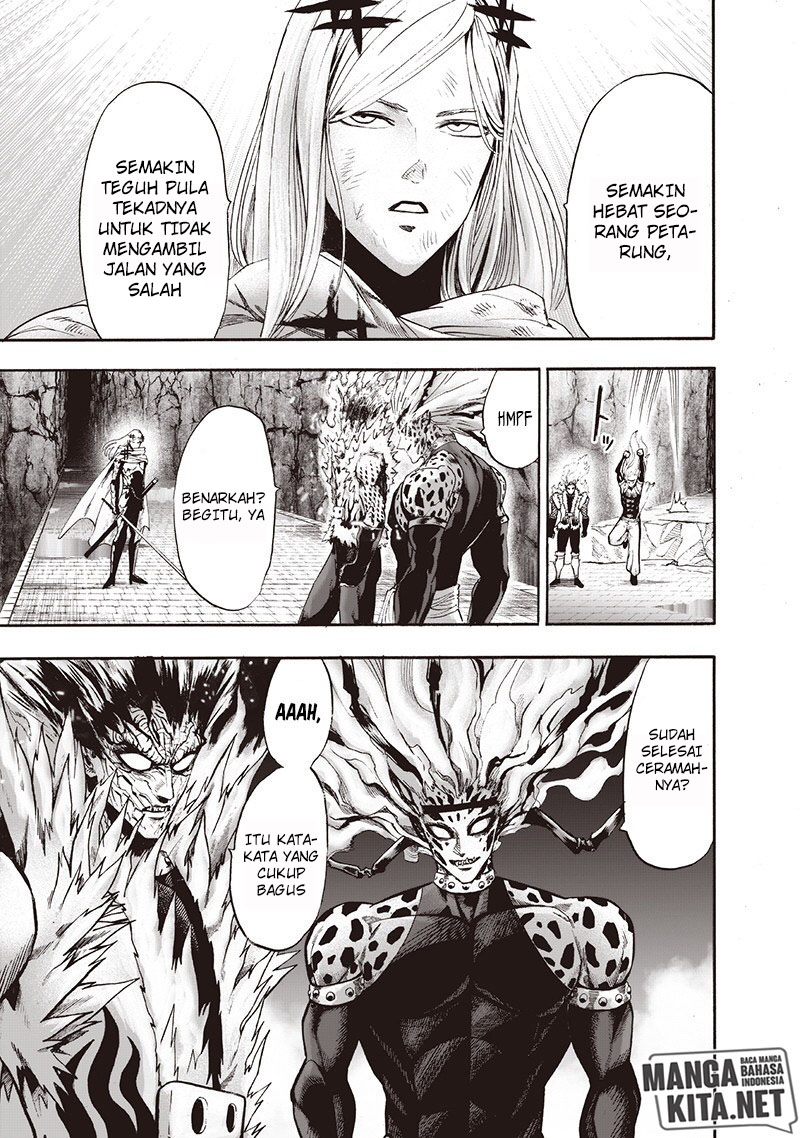 SEMAKIN
HEBAT SEO-
RANG PETA-
RUNG,
SEMAKIN
TEGUH PULA
TEKADNYA
UNTUK TIDAK
MENGAMBIL
JALAN YANG
SALAH
トッ
HMPF
BENARKAH?
BEGITU, YA
SUDAH
SELESAI
CERAMAH-
NYA?
AAAH,
ITU KATA-
KATA YANG
CUKUP
BAGUS
MANGA
BACA MANGA
BAHASA
INDONESIA
KITA.NET